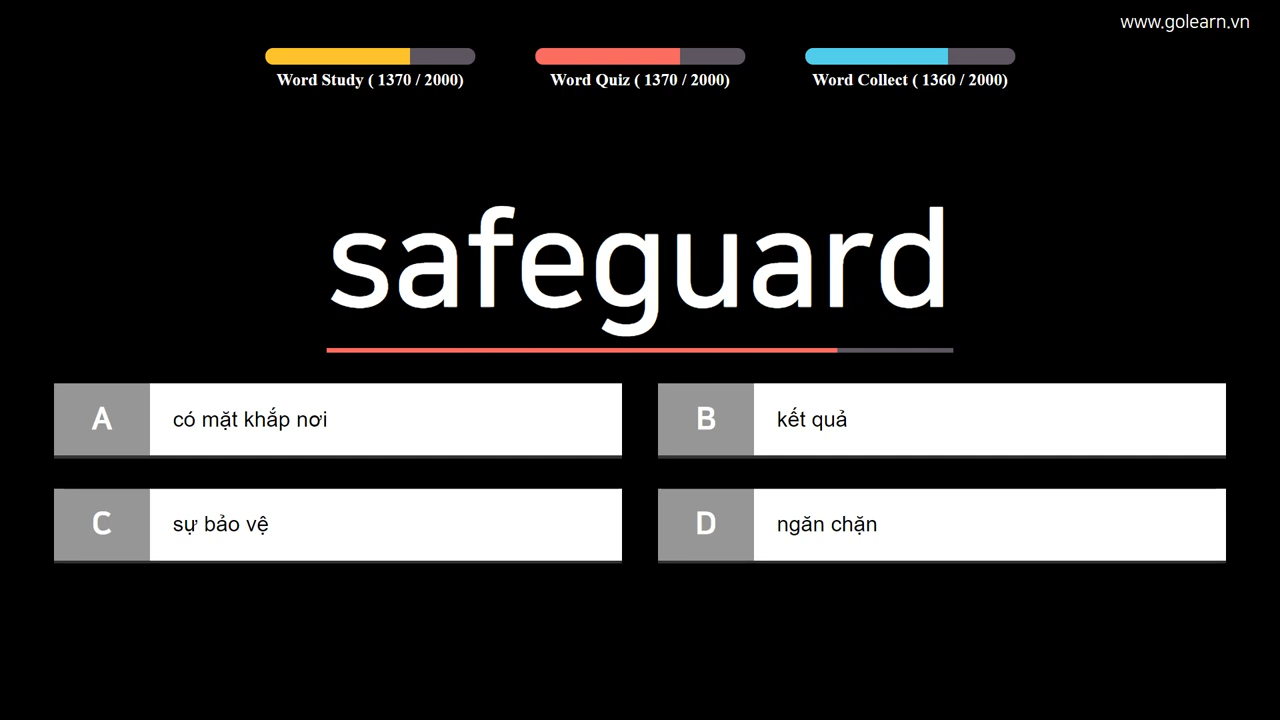 www.golearn.vn
Word Study ( 1370 / 2000)
Word Quiz ( 1370 / 2000)
Word Collect ( 1360 / 2000)
safeguard
A
có mặt khắp nơi
B
kết quả
C
sự bảo vệ
D
ngăn chặn